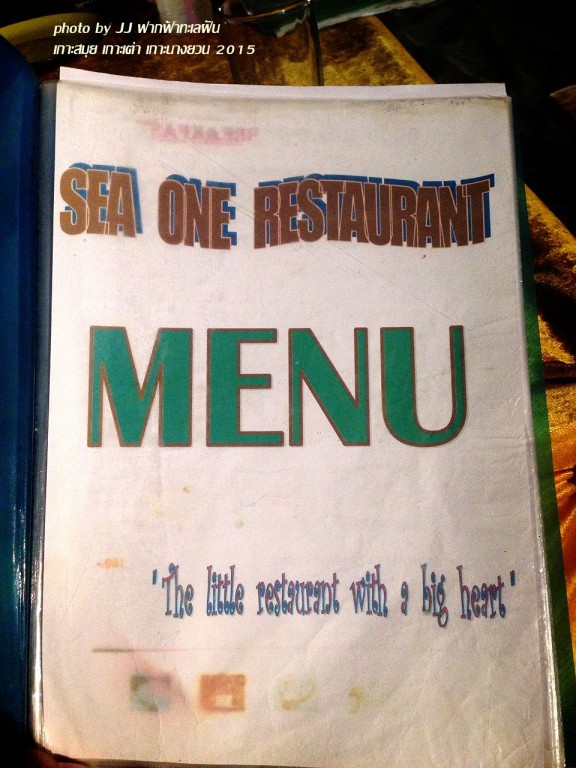 photo by JJ ฟากฟ้าทะเลฝัน
เกาะสมุย เกาะเต่า เกาะนางยวน 2015
BREAKFAST
SEA ONE RESTAURANT
MENU
"The little restaurant with a big heart"